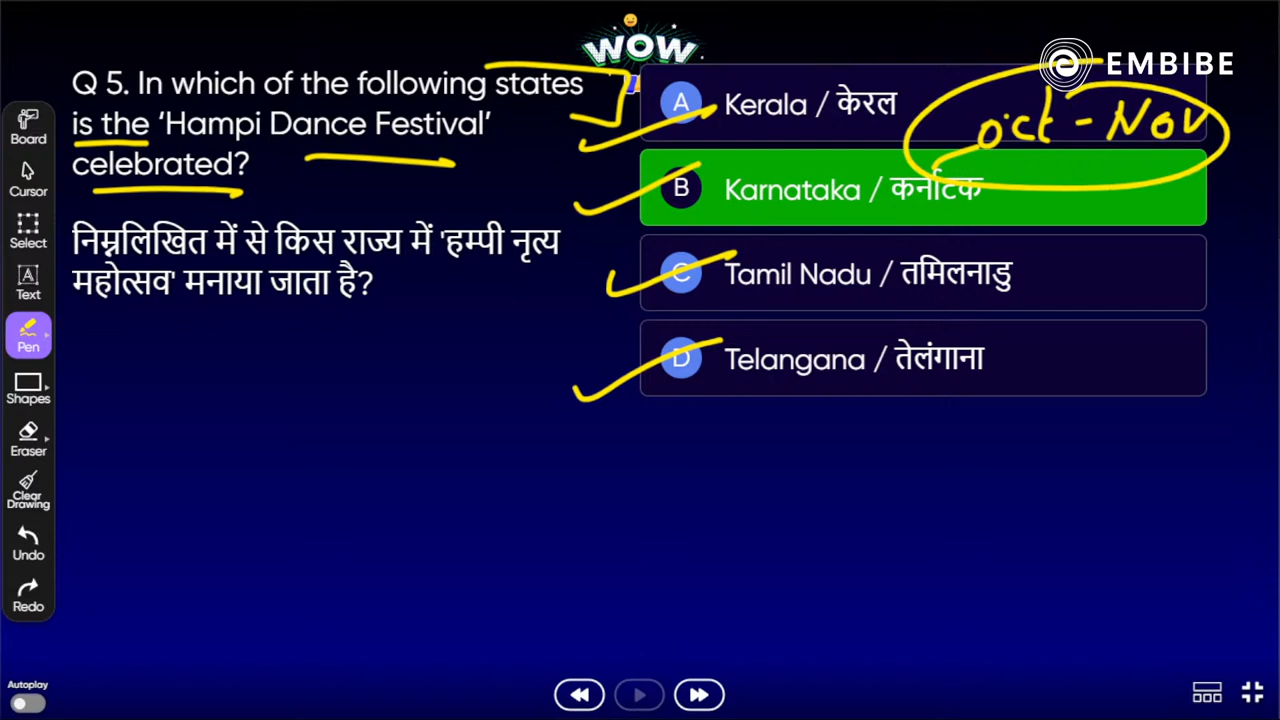 WOW
EMBIBE
Q 5. In which of the following states
is the ‘Hampi Dance Festival’
celebrated?
निम्नलिखित में से किस राज्य में 'हम्पी नृत्य
महोत्सव' मनाया जाता है?
A Kerala / केरल
oct - Nov
B Karnataka / कर्नाटक
C Tamil Nadu / तमिलनाडु
D Telangana / तेलंगाना
Board
Cursor
Select
A
Text
Pen
Shapes
Eraser
Clear
Drawing
Undo
Redo
Autoplay